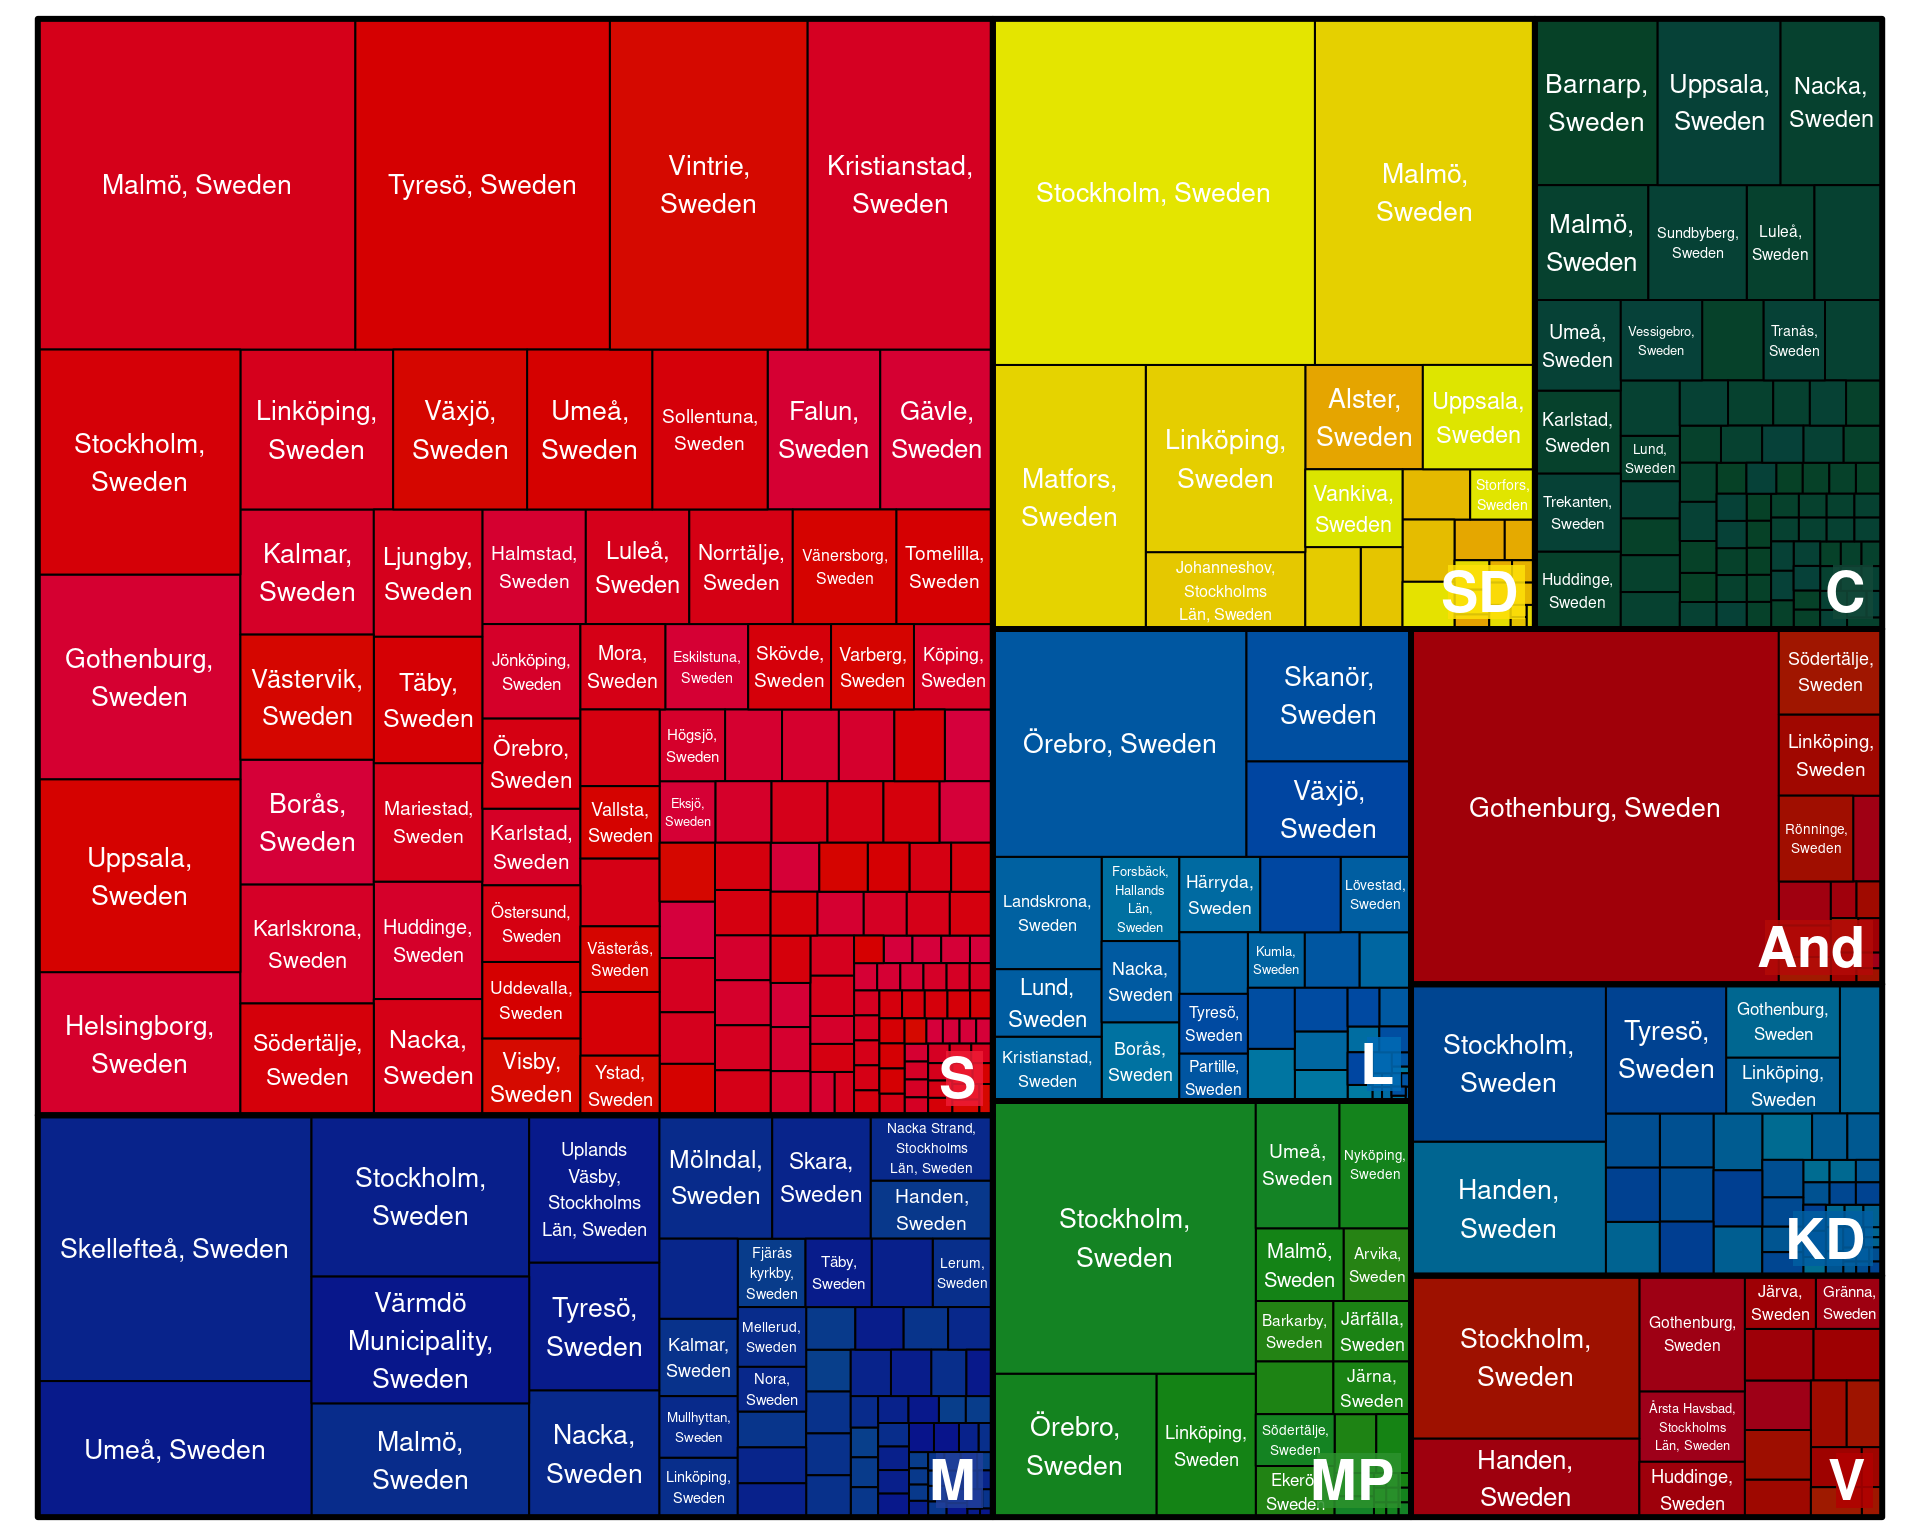 Malmö, Sweden
Tyresö, Sweden
Vintrie,
Sweden
Kristianstad,
Sweden
Stockholm,
Sweden
Linköping,
Sweden
Växjö,
Sweden
Umeå,
Sweden
Sollentuna,
Sweden
Falun,
Sweden
Gävle,
Sweden
Gothenburg,
Sweden
Kalmar,
Sweden
Ljungby,
Sweden
Halmstad,
Sweden
Luleå,
Sweden
Norrtälje,
Sweden
Vänersborg,
Sweden
Tomelilla,
Sweden
Västervik,
Sweden
Täby,
Sweden
Jönköping,
Sweden
Mora,
Sweden
Eskilstuna,
Sweden
Skövde,
Sweden
Varberg,
Sweden
Köping,
Sweden
Uppsala,
Sweden
Borås,
Sweden
Mariestad,
Sweden
Örebro,
Sweden
Högsjö,
Sweden
Karlstad,
Sweden
Vallsta,
Sweden
Eksjö,
Sweden
Karlskrona,
Sweden
Huddinge,
Sweden
Östersund,
Sweden
Västerås,
Sweden
Helsingborg,
Sweden
Södertälje,
Sweden
Nacka,
Sweden
Uddevalla,
Sweden
Visby,
Sweden
Ystad,
Sweden
S
Stockholm, Sweden
Malmö,
Sweden
Matfors,
Sweden
Linköping,
Sweden
Alster,
Sweden
Uppsala,
Sweden
Vankiva,
Sweden
Storfors,
Sweden
Johanneshov,
Stockholms
Län, Sweden
SD
Barnarp,
Sweden
Uppsala,
Sweden
Nacka,
Sweden
Malmö,
Sweden
Sundbyberg,
Sweden
Luleå,
Sweden
Umeå,
Sweden
Vessigebro,
Sweden
Tranås,
Sweden
Karlstad,
Sweden
Lund,
Sweden
Trekanten,
Sweden
Huddinge,
Sweden
C
Örebro, Sweden
Skanör,
Sweden
Växjö,
Sweden
Landskrona,
Sweden
Forsbäck,
Hallands
Län,
Sweden
Härryda,
Sweden
Lövestad,
Sweden
Lund,
Sweden
Nacka,
Sweden
Kumla,
Sweden
Tyresö,
Sweden
Kristianstad,
Sweden
Borås,
Sweden
Partille,
Sweden
L
Gothenburg, Sweden
Södertälje,
Sweden
Linköping,
Sweden
Rönninge,
Sweden
And
Stockholm,
Sweden
Tyresö,
Sweden
Gothenburg,
Sweden
Linköping,
Sweden
Handen,
Sweden
KD
Skellefteå, Sweden
Umeå, Sweden
Stockholm,
Sweden
Värmdö
Municipality,
Sweden
Malmö,
Sweden
Uplands
Väsby,
Stockholms
Län, Sweden
Tyresö,
Sweden
Nacka,
Sweden
Mölndal,
Sweden
Skara,
Sweden
Nacka Strand,
Stockholms
Län, Sweden
Handen,
Sweden
Fjärås
kyrkby,
Sweden
Täby,
Sweden
Lerum,
Sweden
Kalmar,
Sweden
Mellerud,
Sweden
Nora,
Sweden
Mullhyttan,
Sweden
Linköping,
Sweden
M
Stockholm,
Sweden
Umeå,
Sweden
Nyköping,
Sweden
Malmö,
Sweden
Arvika,
Sweden
Barkarby,
Sweden
Järfälla,
Sweden
Järna,
Sweden
Örebro,
Sweden
Linköping,
Sweden
Södertälje,
Sweden
Ekerö,
Sweden
MP
Stockholm,
Sweden
Handen,
Sweden
Gothenburg,
Sweden
Järva,
Sweden
Gränna,
Sweden
Årsta Havsbad,
Stockholms
Län, Sweden
Huddinge,
Sweden
V